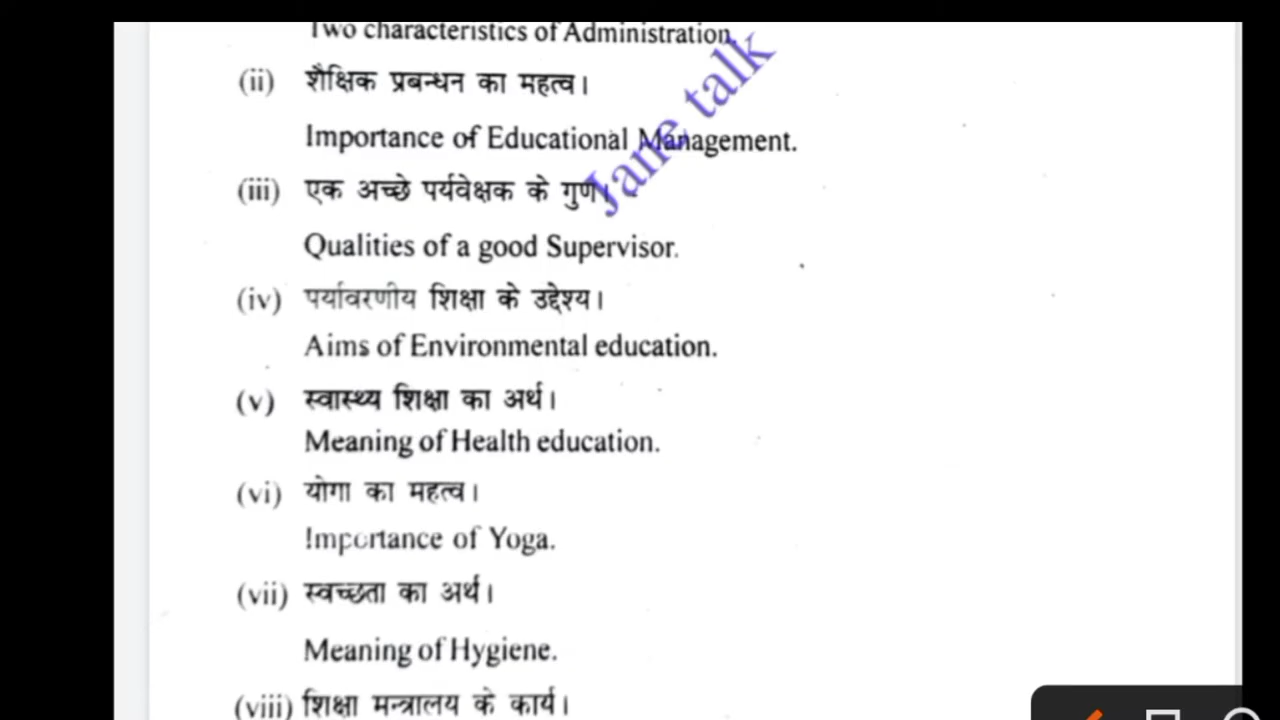 Two characteristics of Administration.
(ii) शैक्षिक प्रबन्धन का महत्व।
Importance of Educational Management.
(iii) एक अच्छे पर्यवेक्षक के गुण।
Qualities of a good Supervisor.
(iv) पर्यावरणीय शिक्षा के उद्देश्य।
Aims of Environmental education.
(v) स्वास्थ्य शिक्षा का अर्थ।
Meaning of Health education.
(vi) योगा का महत्व।
Importance of Yoga.
(vii) स्वच्छता का अर्थ।
Meaning of Hygiene.
(viii) शिक्षा मन्त्रालय के कार्य।
Jane talk